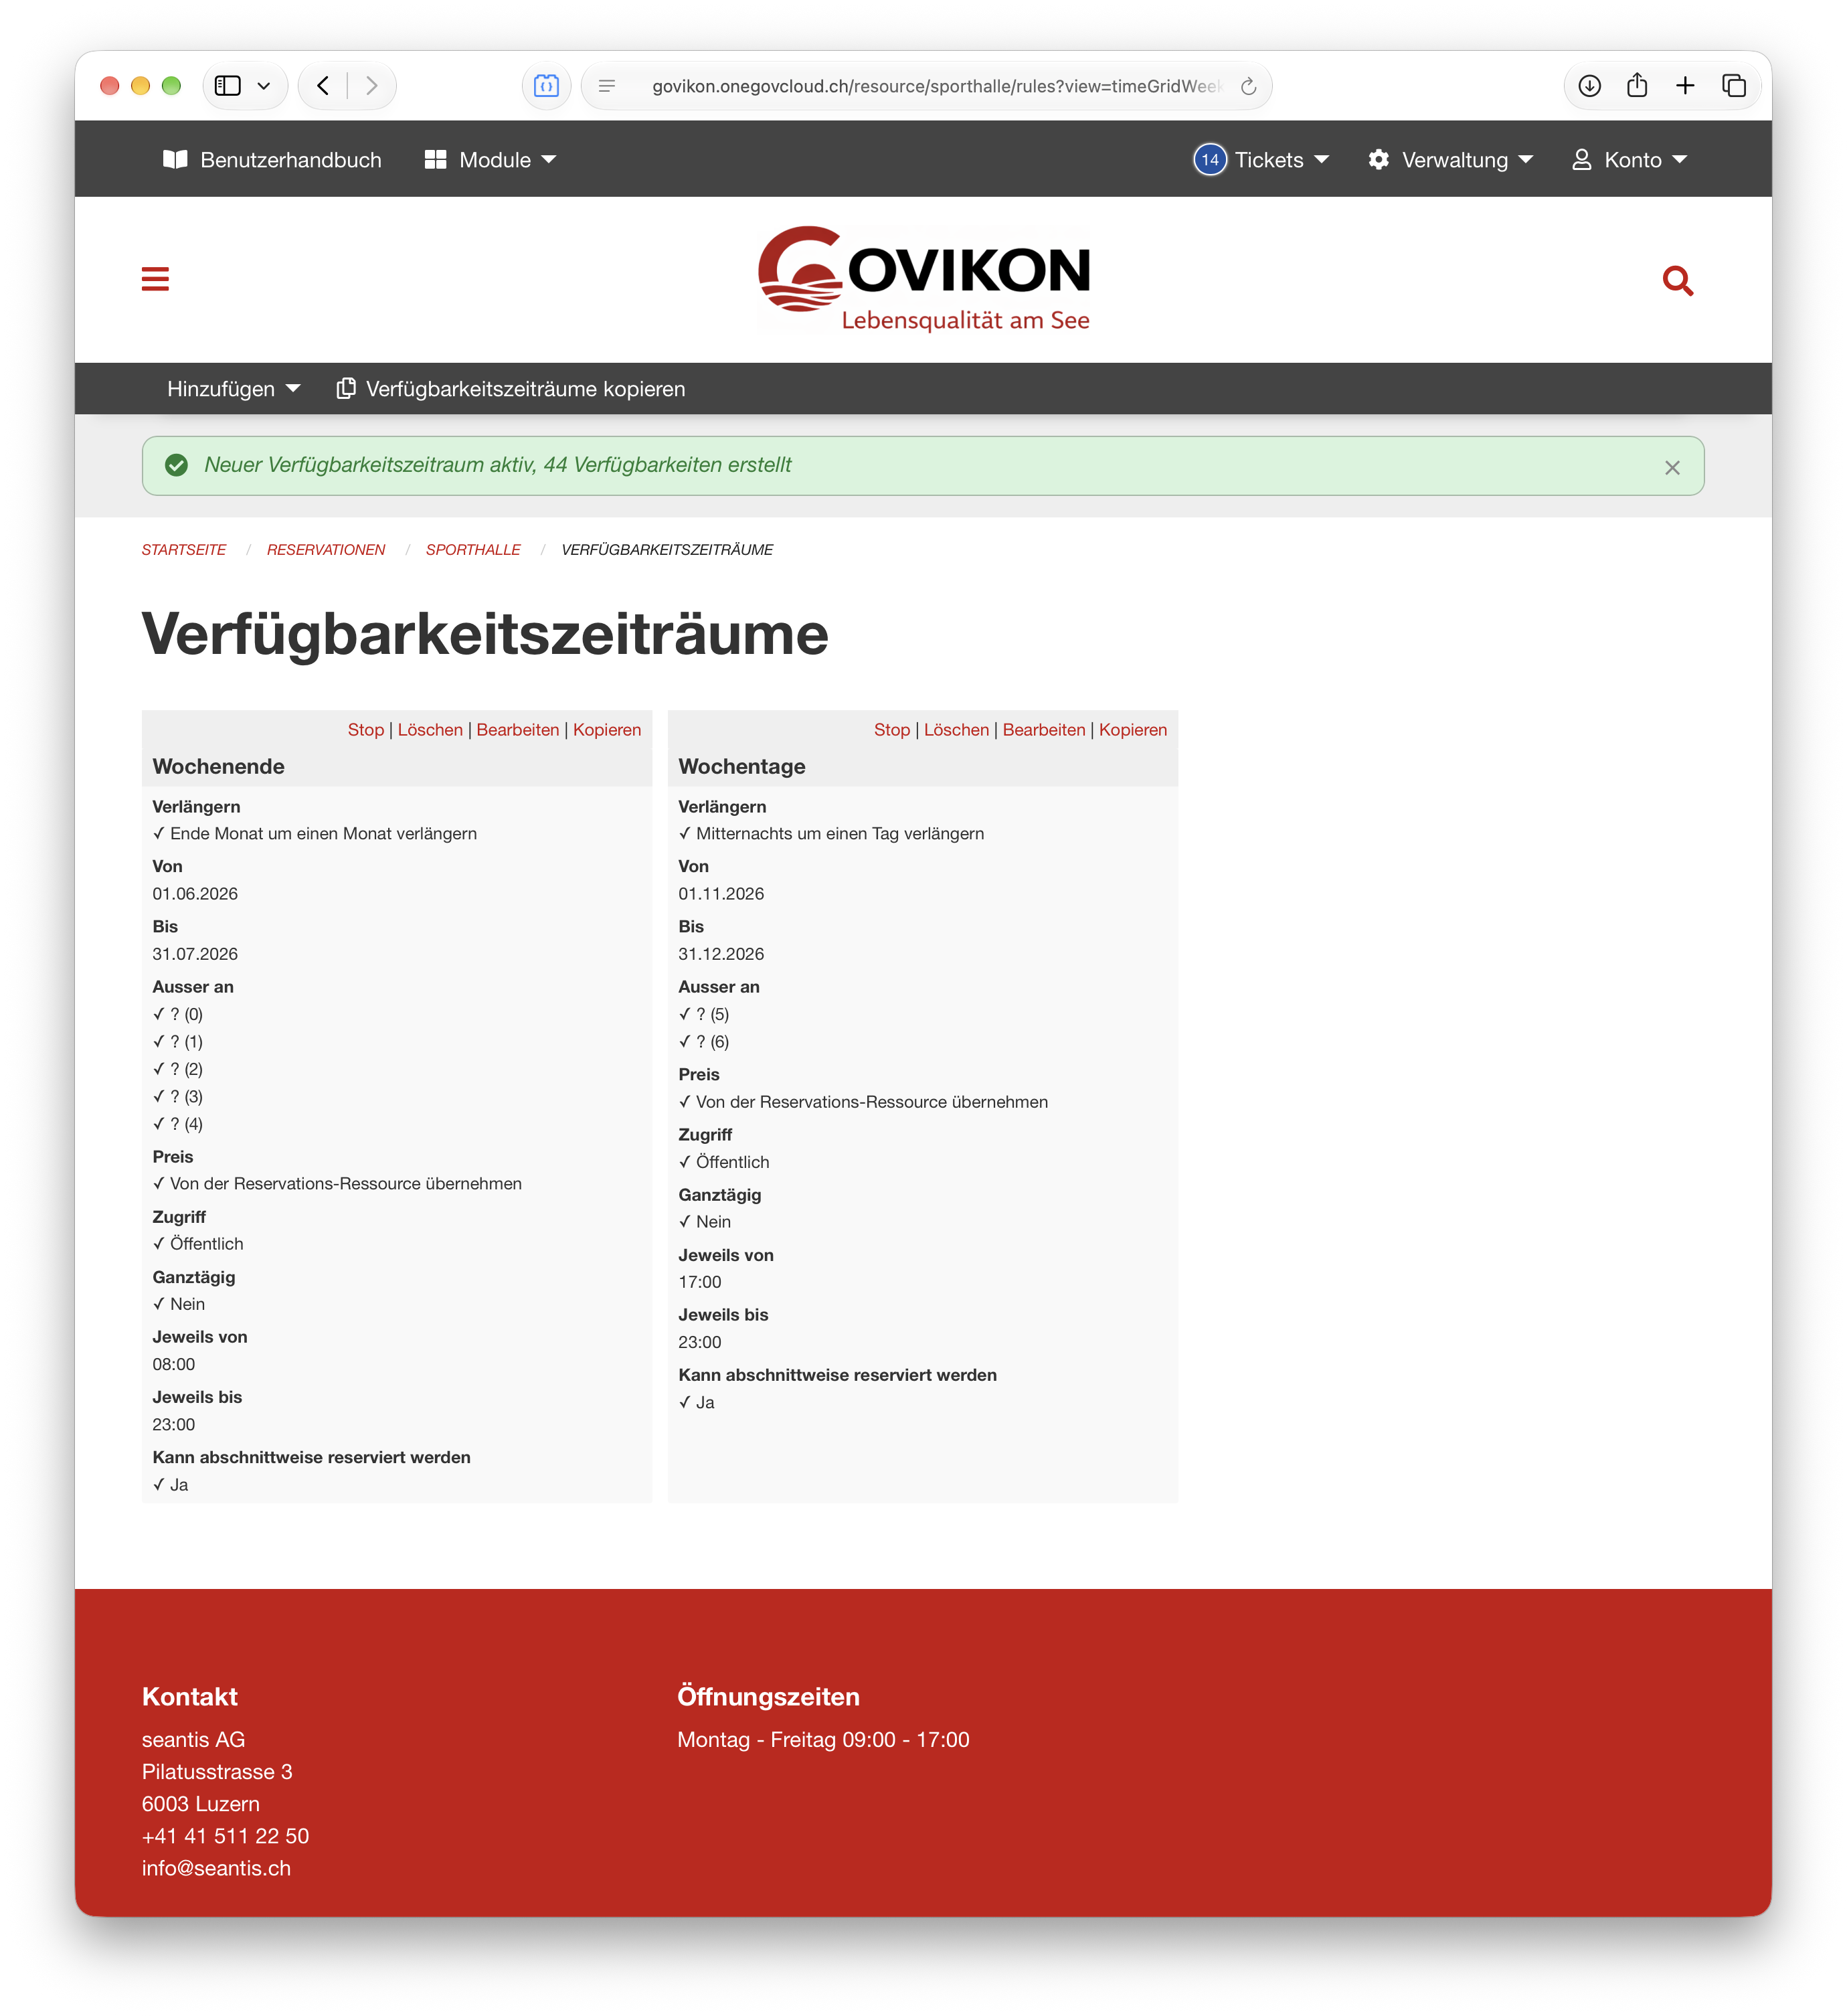 govikon.onegovcloud.ch/resource/sporthalle/rules?view=timeGridWeek
Benutzerhandbuch
Module
14 Tickets
Verwaltung
Konto
GOVIKON
Lebensqualität am See
Hinzufügen
Verfügbarkeitszeiträume kopieren
Neuer Verfügbarkeitszeitraum aktiv, 44 Verfügbarkeiten erstellt
STARTSEITE / RESERVATIONEN / SPORTHALLE / VERFÜGBARKEITSZEITRÄUME
Verfügbarkeitszeiträume
Stop | Löschen | Bearbeiten | Kopieren
Wochenende
Verlängern
✓ Ende Monat um einen Monat verlängern
Von
01.06.2026
Bis
31.07.2026
Ausser an
✓ ? (0)
✓ ? (1)
✓ ? (2)
✓ ? (3)
✓ ? (4)
Preis
✓ Von der Reservations-Ressource übernehmen
Zugriff
✓ Öffentlich
Ganztägig
✓ Nein
Jeweils von
08:00
Jeweils bis
23:00
Kann abschnittweise reserviert werden
✓ Ja
Stop | Löschen | Bearbeiten | Kopieren
Wochentage
Verlängern
✓ Mitternachts um einen Tag verlängern
Von
01.11.2026
Bis
31.12.2026
Ausser an
✓ ? (5)
✓ ? (6)
Preis
✓ Von der Reservations-Ressource übernehmen
Zugriff
✓ Öffentlich
Ganztägig
✓ Nein
Jeweils von
17:00
Jeweils bis
23:00
Kann abschnittweise reserviert werden
✓ Ja
Kontakt
seantis AG
Pilatusstrasse 3
6003 Luzern
+41 41 511 22 50
info@seantis.ch
Öffnungszeiten
Montag - Freitag 09:00 - 17:00